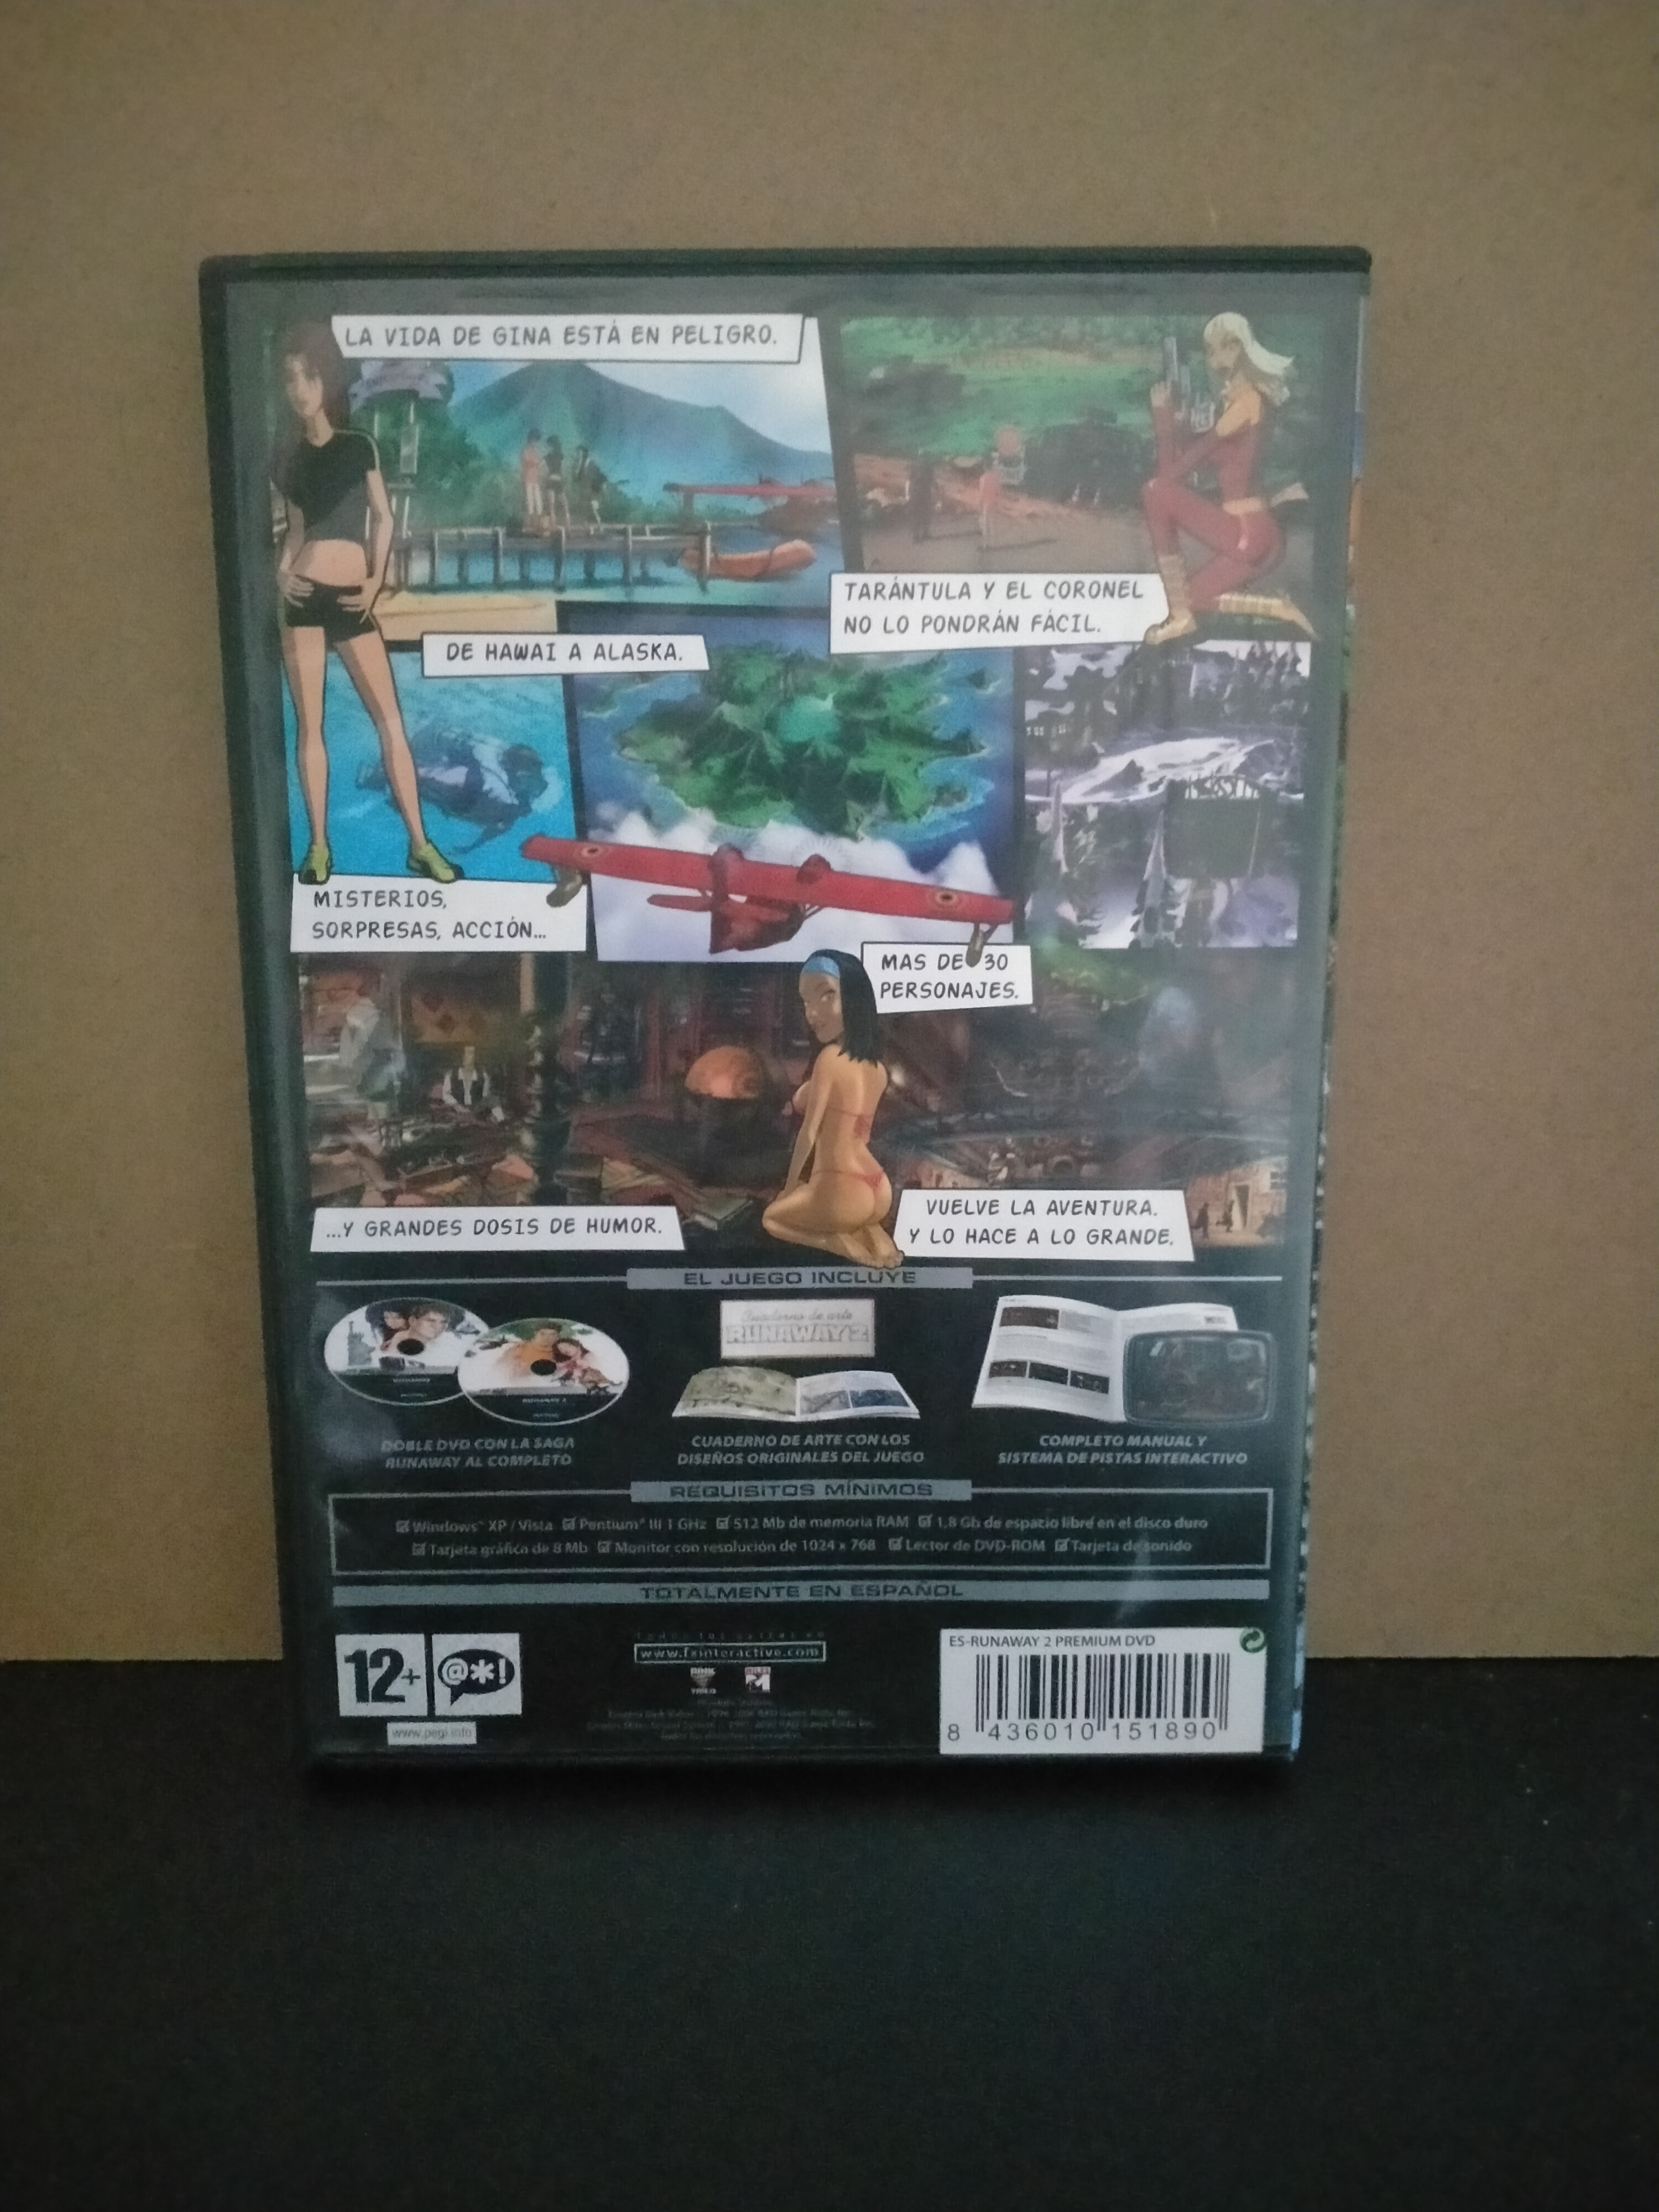 LA VIDA DE GINA ESTÁ EN PELIGRO.
TARÁNTULA Y EL CORONEL
NO LO PONDRÁN FÁCIL.
DE HAWAI A ALASKA.
MISTERIOS,
SORPRESAS, ACCIÓN...
MAS DE 30
PERSONAJES.
...Y GRANDES DOSIS DE HUMOR.
VUELVE LA AVENTURA.
Y LO HACE A LO GRANDE.
EL JUEGO INCLUYE
Cuaderno de arte
RUNAWAY 2
DOBLE DVD CON LA SAGA
RUNAWAY AL COMPLETO
CUADERNO DE ARTE CON LOS
DISEÑOS ORIGINALES DEL JUEGO
COMPLETO MANUAL Y
SISTEMA DE PISTAS INTERACTIVO
REQUISITOS MÍNIMOS
Windows™ XP / Vista Pentium® III 1 GHz 512 Mb de memoria RAM 1,8 Gb de espacio libre en el disco duro
Tarjeta gráfica de 8 Mb Monitor con resolución de 1024 x 768 Lector de DVD-ROM Tarjeta de sonido
TOTALMENTE EN ESPAÑOL
12+
@*!
www.pegi.info
www.fxinteractive.com
ES-RUNAWAY 2 PREMIUM DVD
8 436010 151890